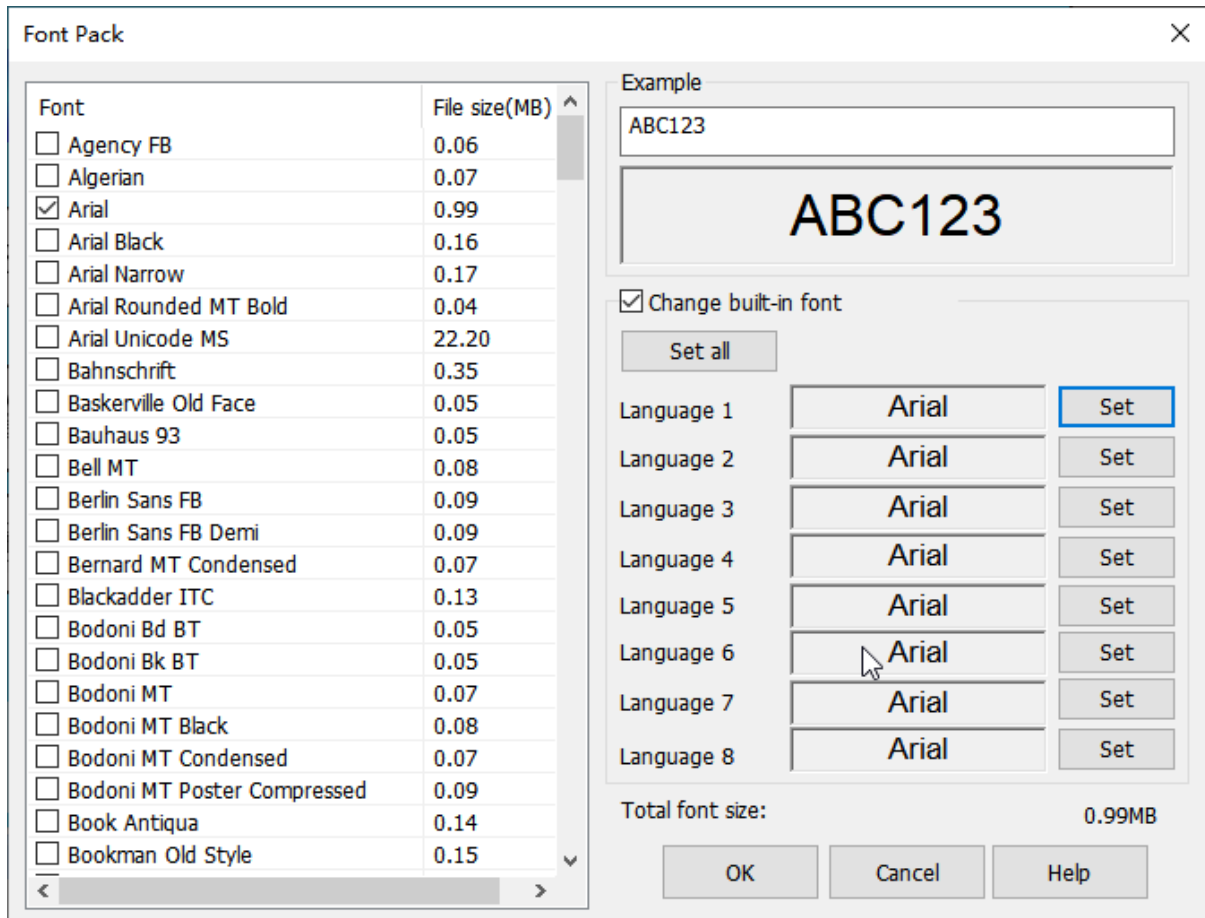 Font Pack
Font File size(MB)
Agency FB 0.06
Algerian 0.07
Arial 0.99
Arial Black 0.16
Arial Narrow 0.17
Arial Rounded MT Bold 0.04
Arial Unicode MS 22.20
Bahnschrift 0.35
Baskerville Old Face 0.05
Bauhaus 93 0.05
Bell MT 0.08
Berlin Sans FB 0.09
Berlin Sans FB Demi 0.09
Bernard MT Condensed 0.07
Blackadder ITC 0.13
Bodoni Bd BT 0.05
Bodoni Bk BT 0.05
Bodoni MT 0.07
Bodoni MT Black 0.08
Bodoni MT Condensed 0.07
Bodoni MT Poster Compressed 0.09
Book Antiqua 0.14
Bookman Old Style 0.15
Example
ABC123
ABC123
Change built-in font
Set all
Language 1 Arial Set
Language 2 Arial Set
Language 3 Arial Set
Language 4 Arial Set
Language 5 Arial Set
Language 6 Arial Set
Language 7 Arial Set
Language 8 Arial Set
Total font size: 0.99MB
OK Cancel Help